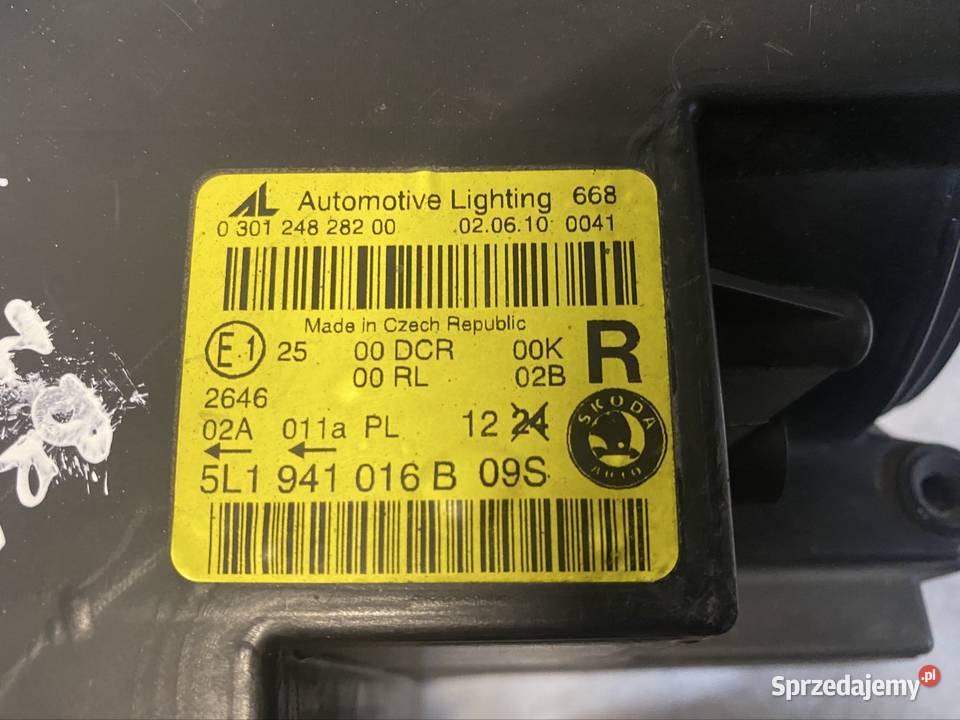 AL Automotive Lighting 668
0 301 248 282 00 02.06.10 0041
Made in Czech Republic
E1 25 00 DCR 00K R
00 RL 02B
2646
02A 011a PL 12 24
SKODA
AUTO
5L1 941 016 B 09S
Sprzedajemy.pl